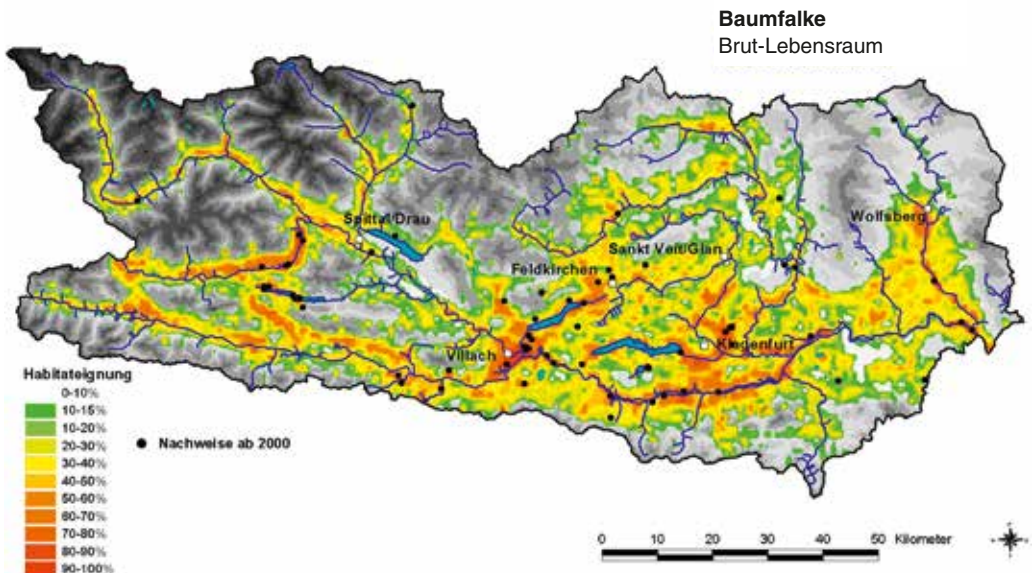 Baumfalke
Brut-Lebensraum
Spittal/Drau
Wolfsberg
Sankt Veit/Glan
Feldkirchen
Villach
Klagenfurt
Habitateignung
0-10%
10-15%
10-20%
20-30%
30-40%
40-50%
50-60%
60-70%
70-80%
80-90%
90-100%
Nachweise ab 2000
0 10 20 30 40 50 Kilometer